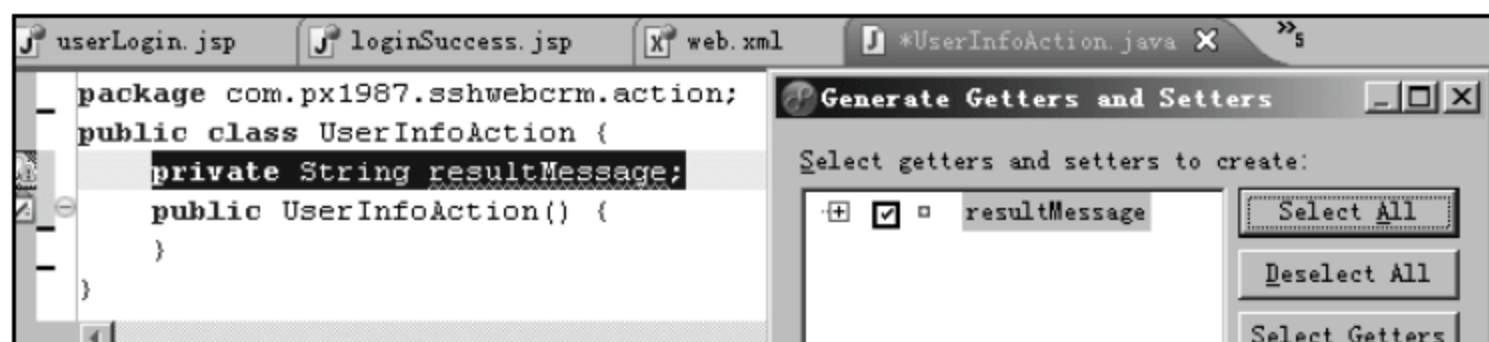 userLogin.jsp loginSuccess.jsp web.xml *UserInfoAction.java »5
package com.px1987.sshwebcrm.action;
public class UserInfoAction {
private String resultMessage;
public UserInfoAction() {
}
}
Generate Getters and Setters
Select getters and setters to create:
resultMessage
Select All
Deselect All
Select Getters